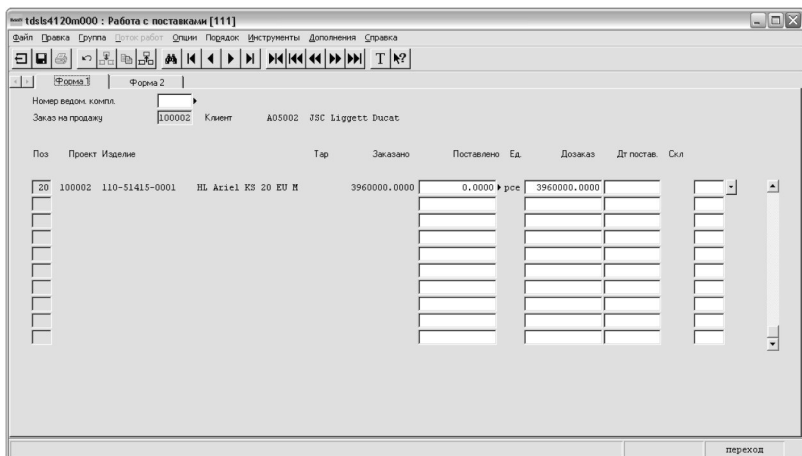 tdsls4120m000 : Работа с поставками [111]
Файл Правка Группа Поток работ Опции Порядок Инструменты Дополнения Справка
T
Форма 1 Форма 2
Номер ведом. компл.
Заказ на продажу 100002 Клиент A05002 JSC Liggett Ducat
Поз Проект Изделие Тар Заказано Поставлено Ед. Дозаказ Дт постав. Скл
20 100002 110-51415-0001 HL Ariel KS 20 EU M 3960000.0000 0.0000 pce 3960000.0000
переход